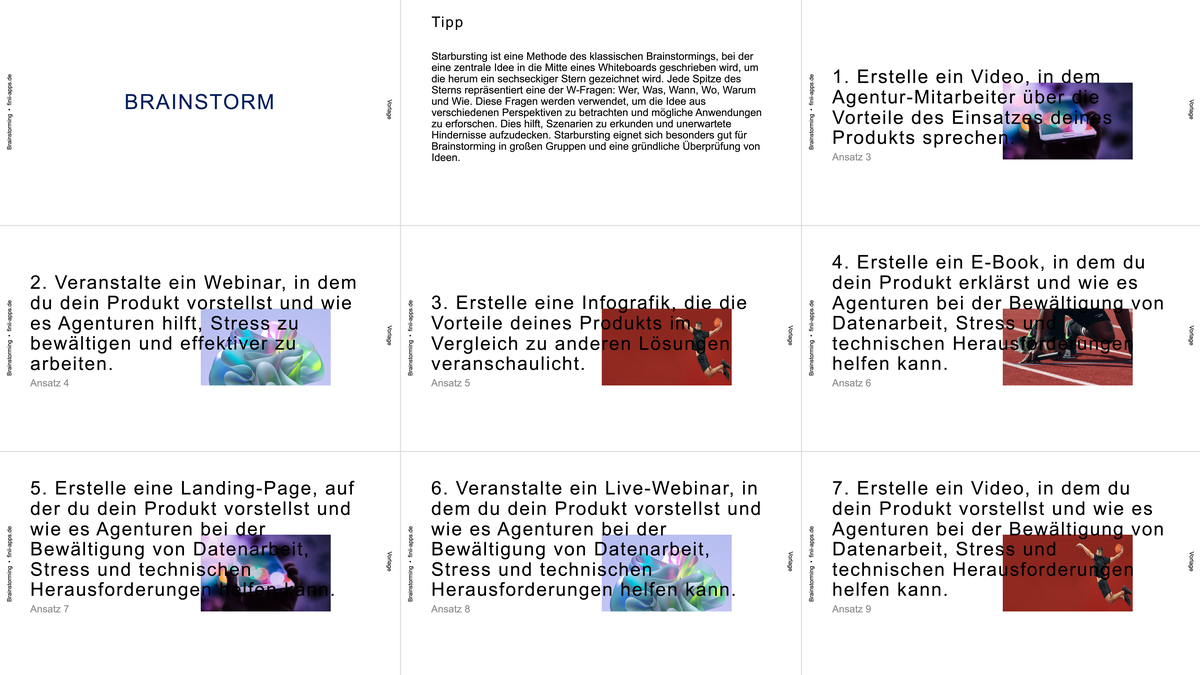 Brainstorming • finii-apps.de
BRAINSTORM
Vorlage
Tipp
Starbursting ist eine Methode des klassischen Brainstormings, bei der
eine zentrale Idee in die Mitte eines Whiteboards geschrieben wird, um
die herum ein sechseckiger Stern gezeichnet wird. Jede Spitze des
Sterns repräsentiert eine der W-Fragen: Wer, Was, Wann, Wo, Warum
und Wie. Diese Fragen werden verwendet, um die Idee aus
verschiedenen Perspektiven zu betrachten und mögliche Anwendungen
zu erforschen. Dies hilft, Szenarien zu erkunden und unerwartete
Hindernisse aufzudecken. Starbursting eignet sich besonders gut für
Brainstorming in großen Gruppen und eine gründliche Überprüfung von
Ideen.
Brainstorming • finii-apps.de
1. Erstelle ein Video, in dem
Agentur-Mitarbeiter über die
Vorteile des Einsatzes deines
Produkts sprechen.
Ansatz 3
Vorlage
Brainstorming • finii-apps.de
2. Veranstalte ein Webinar, in dem
du dein Produkt vorstellst und wie
es Agenturen hilft, Stress zu
bewältigen und effektiver zu
arbeiten.
Ansatz 4
Vorlage
Brainstorming • finii-apps.de
3. Erstelle eine Infografik, die die
Vorteile deines Produkts im
Vergleich zu anderen Lösungen
veranschaulicht.
Ansatz 5
Vorlage
Brainstorming • finii-apps.de
4. Erstelle ein E-Book, in dem du
dein Produkt erklärst und wie es
Agenturen bei der Bewältigung von
Datenarbeit, Stress und
technischen Herausforderungen
helfen kann.
Ansatz 6
Vorlage
Brainstorming • finii-apps.de
5. Erstelle eine Landing-Page, auf
der du dein Produkt vorstellst und
wie es Agenturen bei der
Bewältigung von Datenarbeit,
Stress und technischen
Herausforderungen helfen kann.
Ansatz 7
Vorlage
Brainstorming • finii-apps.de
6. Veranstalte ein Live-Webinar, in
dem du dein Produkt vorstellst und
wie es Agenturen bei der
Bewältigung von Datenarbeit,
Stress und technischen
Herausforderungen helfen kann.
Ansatz 8
Vorlage
Brainstorming • finii-apps.de
7. Erstelle ein Video, in dem du
dein Produkt vorstellst und wie es
Agenturen bei der Bewältigung von
Datenarbeit, Stress und
technischen Herausforderungen
helfen kann.
Ansatz 9
Vorlage